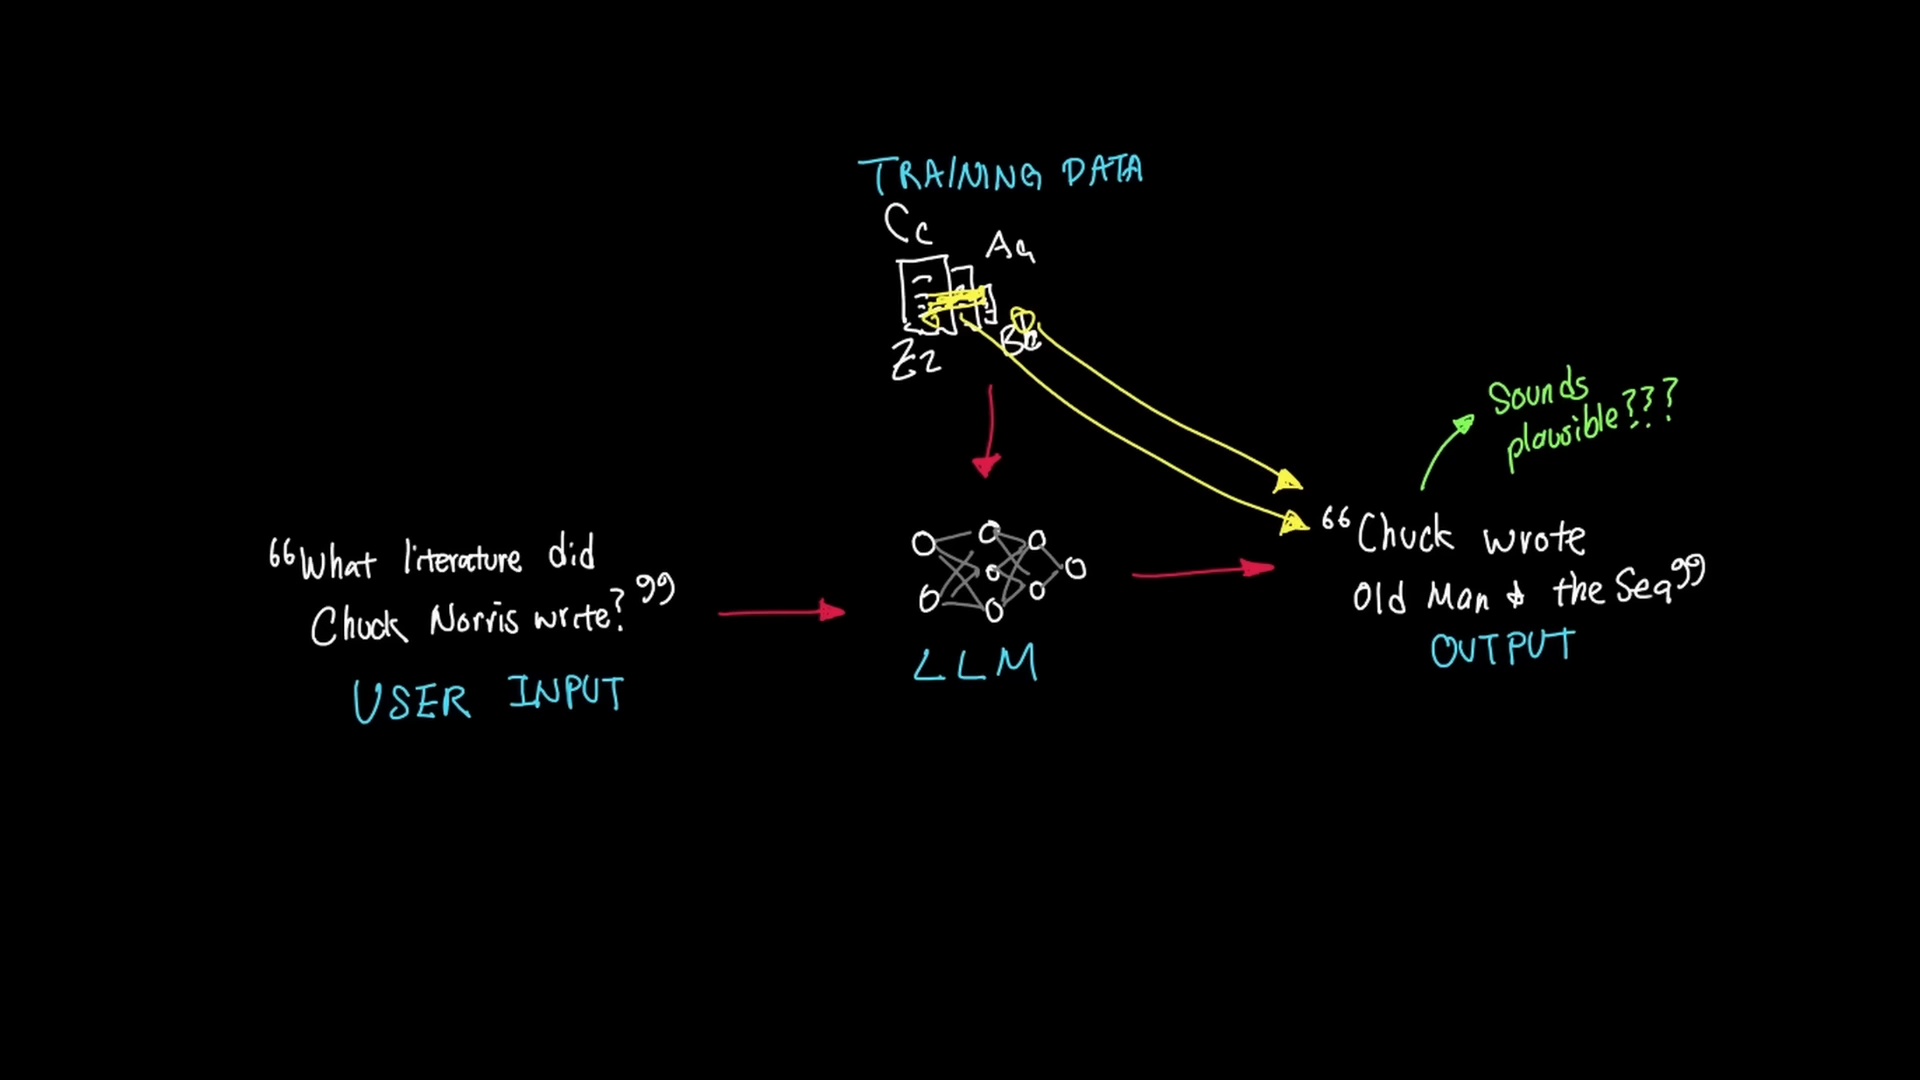 TRAINING DATA
Cc
Aa
Bb
Zz
Sounds
plausible???
“What literature did
Chuck Norris wrote?”
USER INPUT
LLM
“Chuck wrote
Old Man & the Sea”
OUTPUT